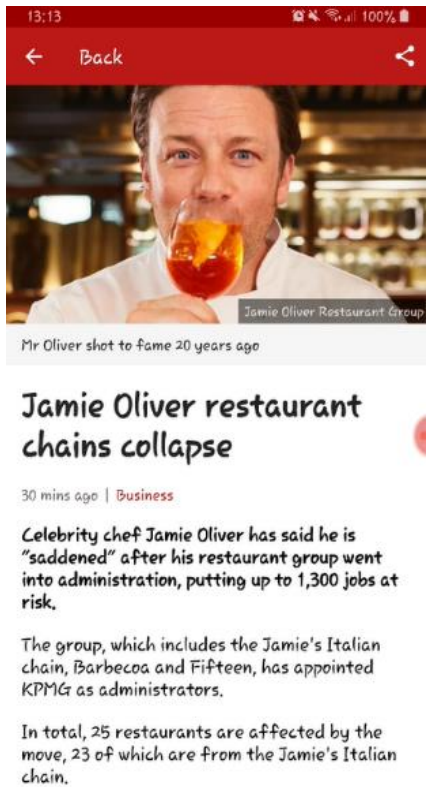 13:13
100%
Back
Jamie Oliver Restaurant Group
Mr Oliver shot to fame 20 years ago
Jamie Oliver restaurant
chains collapse
30 mins ago | Business
Celebrity chef Jamie Oliver has said he is
"saddened" after his restaurant group went
into administration, putting up to 1,300 jobs at
risk.
The group, which includes the Jamie's Italian
chain, Barbecoa and Fifteen, has appointed
KPMG as administrators.
In total, 25 restaurants are affected by the
move, 23 of which are from the Jamie's Italian
chain.